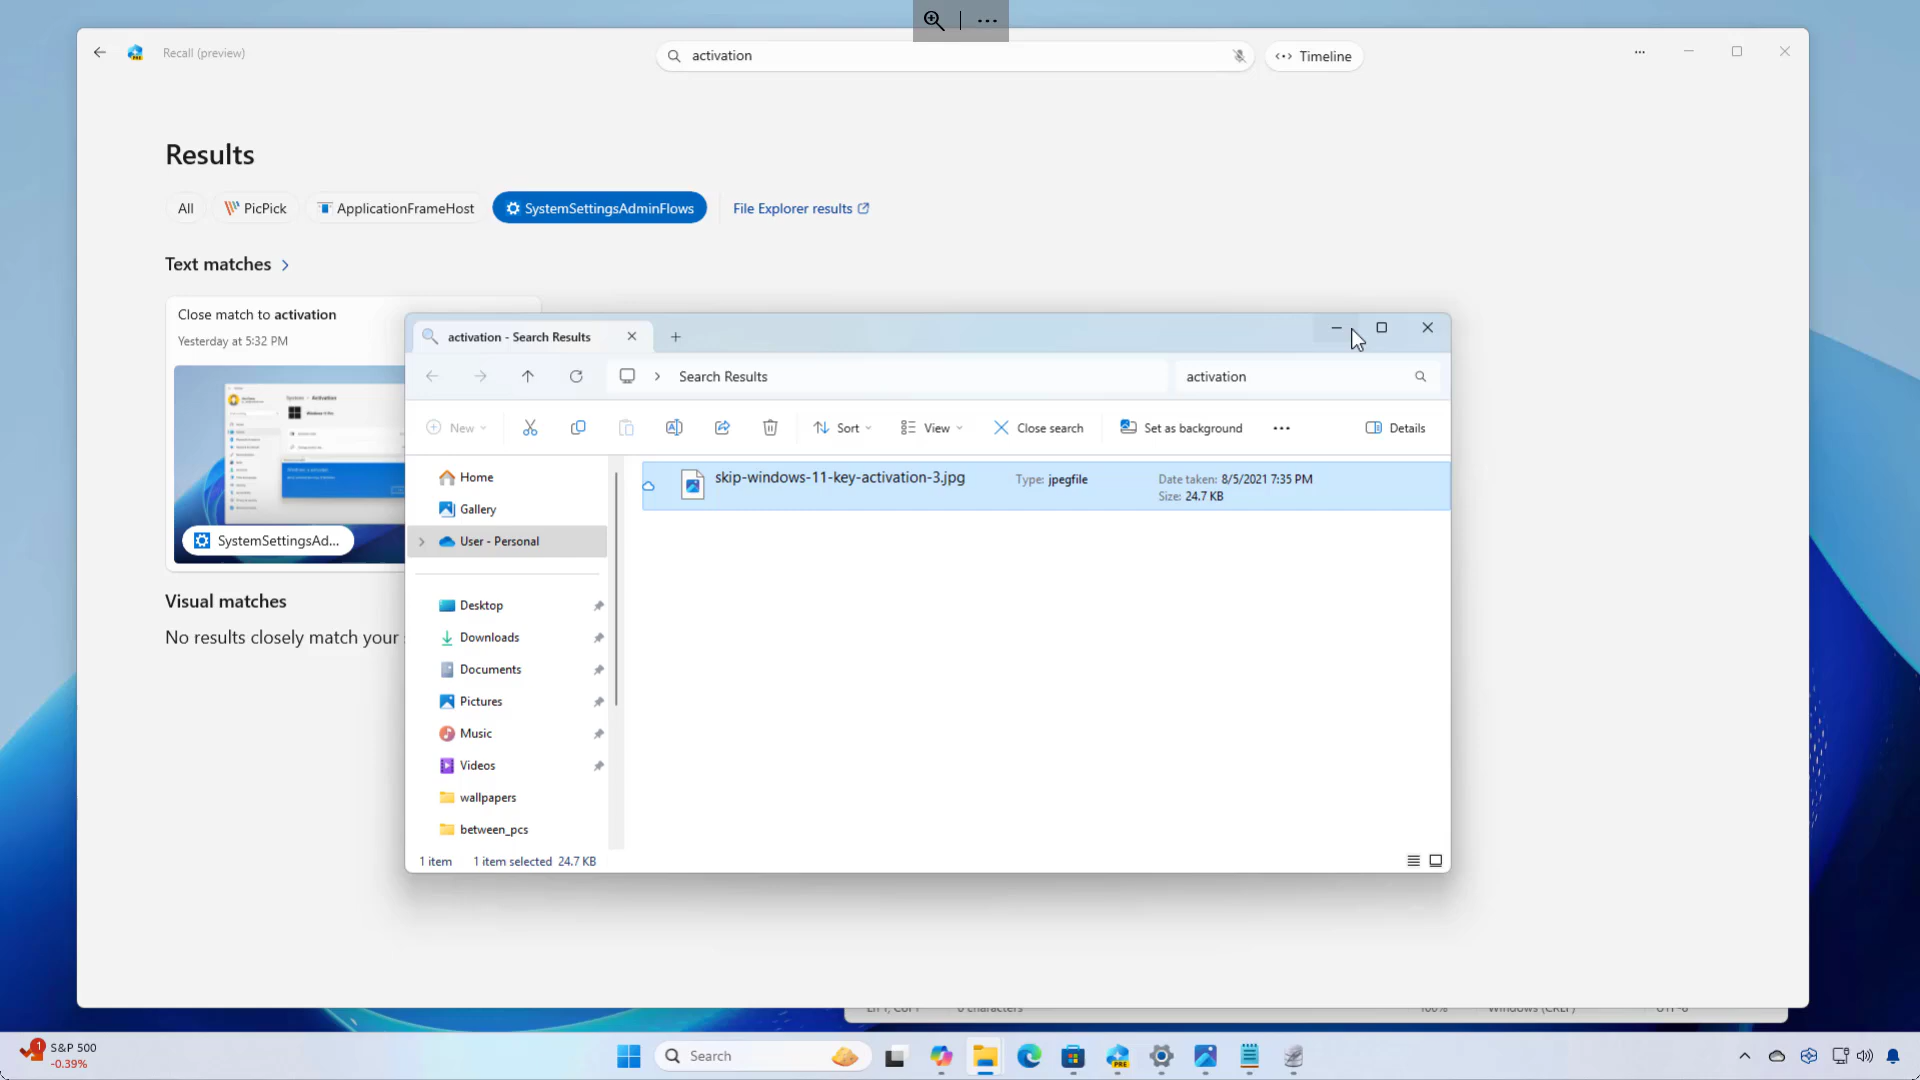 Recall (preview)
activation
Timeline
Results
All
PicPick
ApplicationFrameHost
SystemSettingsAdminFlows
File Explorer results
Text matches
Close match to activation
Yesterday at 5:32 PM
SystemSettingsAd...
Visual matches
No results closely match your
activation - Search Results
Search Results
activation
New
Sort
View
Close search
Set as background
Details
Home
Gallery
User - Personal
Desktop
Downloads
Documents
Pictures
Music
Videos
wallpapers
between_pcs
skip-windows-11-key-activation-3.jpg
Type: jpegfile
Date taken: 8/5/2021 7:35 PM
Size: 24.7 KB
1 item
1 item selected 24.7 KB
1
S&P 500
-0.39%
Search
PRE